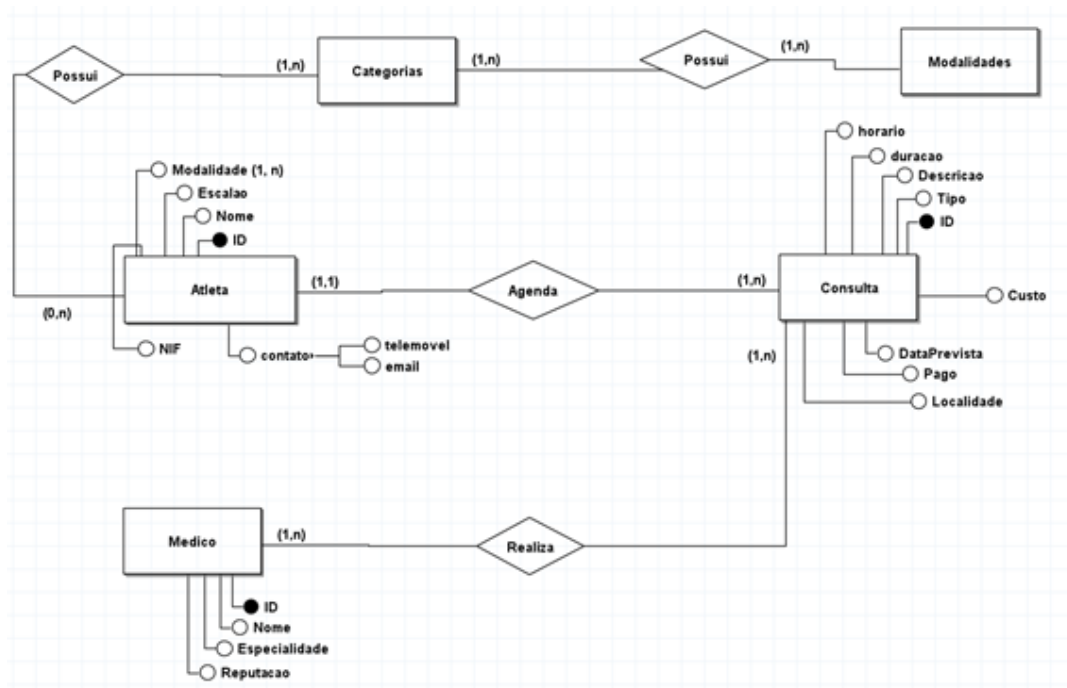 Possui
(1,n)
Categorias
(1,n)
Possui
(1,n)
Modalidades
horario
duracao
Descricao
Tipo
ID
Modalidade (1, n)
Escalao
Nome
ID
Atleta
(1,1)
Agenda
(1,n)
Consulta
Custo
(0,n)
NIF
contato
telemovel
email
(1,n)
DataPrevista
Pago
Localidade
Medico
(1,n)
Realiza
ID
Nome
Especialidade
Reputacao